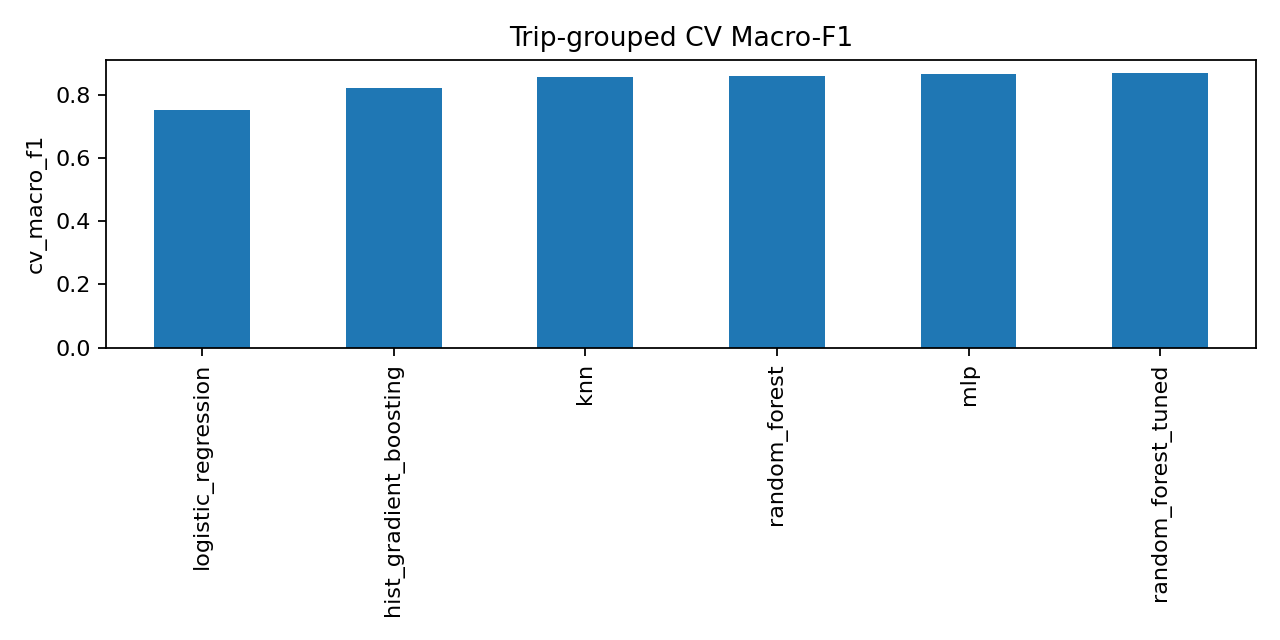 Trip-grouped CV Macro-F1
cv_macro_f1
0.8
0.6
0.4
0.2
0.0
logistic_regression
hist_gradient_boosting
knn
random_forest
mlp
random_forest_tuned